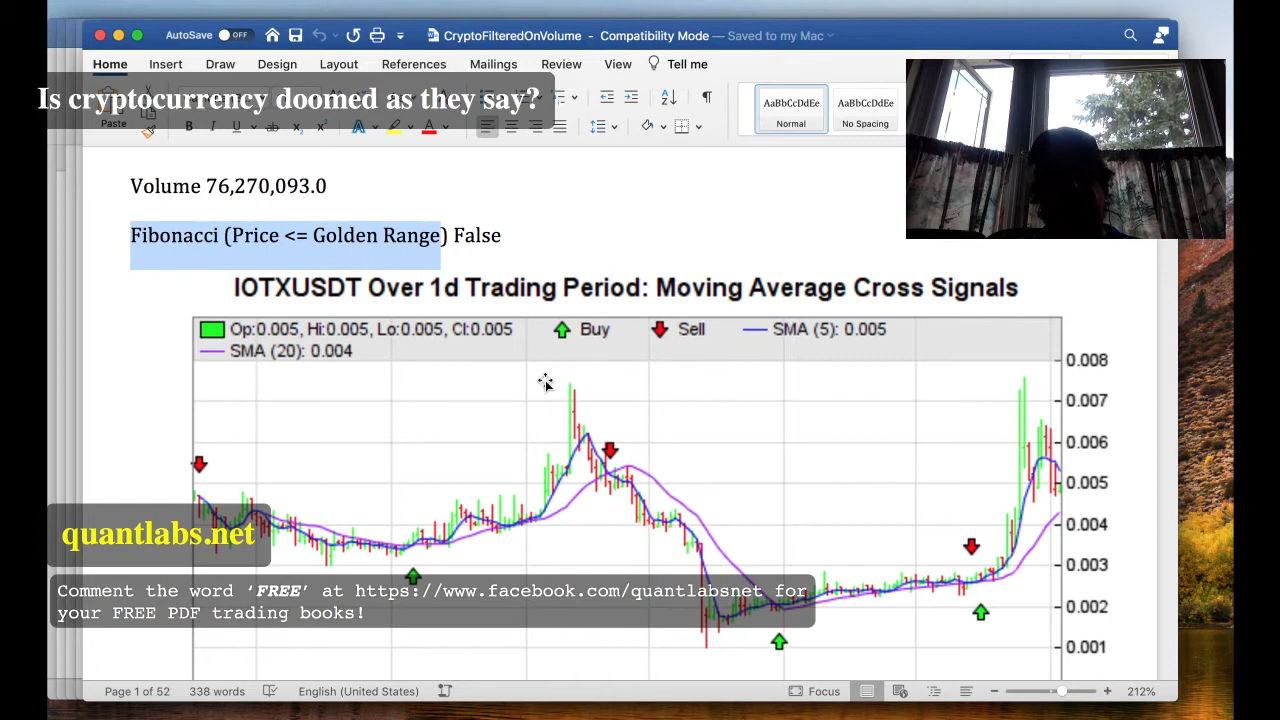 AutoSave OFF
CryptoFilteredOnVolume - Compatibility Mode — Saved to my Mac
Home Insert Draw Design Layout References Mailings Review View Tell me
Is cryptocurrency doomed as they say?
Paste
B I U ab x₂ x² A A
AaBbCcDdEe AaBbCcDdEe
Normal No Spacing
Volume 76,270,093.0
Fibonacci (Price <= Golden Range) False
IOTXUSDT Over 1d Trading Period: Moving Average Cross Signals
Op:0.005, Hi:0.005, Lo:0.005, Cl:0.005 Buy Sell SMA (5): 0.005
SMA (20): 0.004
0.008
0.007
0.006
0.005
0.004
0.003
0.002
0.001
quantlabs.net
Comment the word ‘FREE’ at https://www.facebook.com/quantlabsnet for
your FREE PDF trading books!
Page 1 of 52 338 words English (United States) Focus 212%